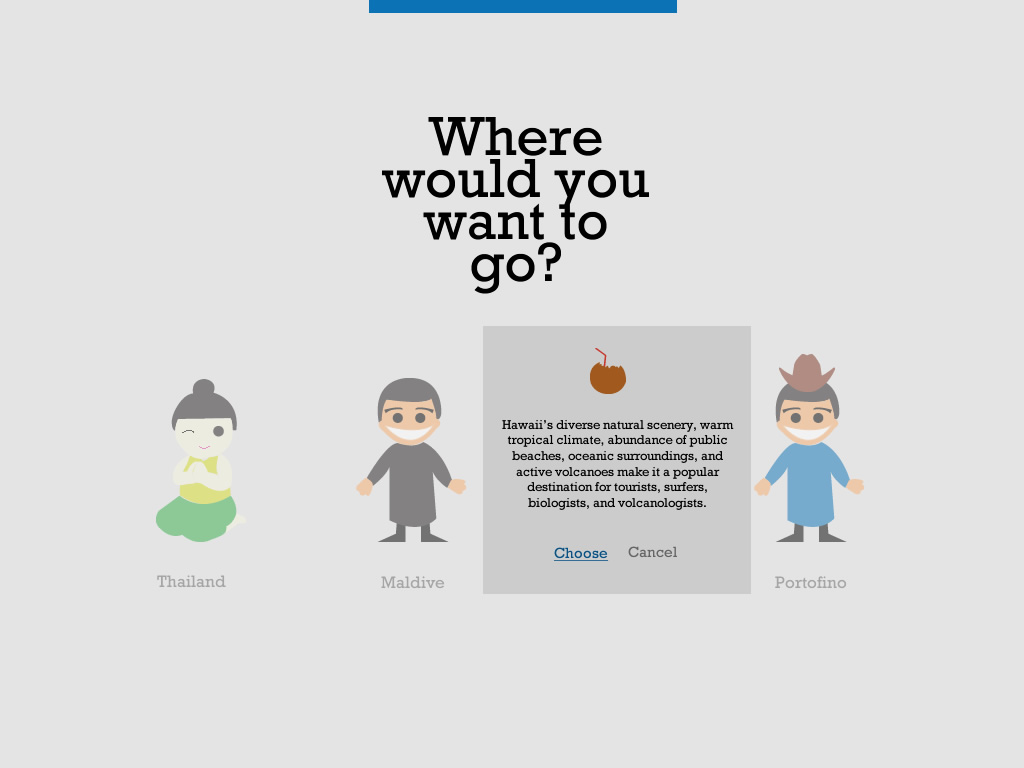 Where
would you
want to
go?
Hawaii’s diverse natural scenery, warm
tropical climate, abundance of public
beaches, oceanic surroundings, and
active volcanoes make it a popular
destination for tourists, surfers,
biologists, and volcanologists.
Choose Cancel
Thailand Maldive Portofino